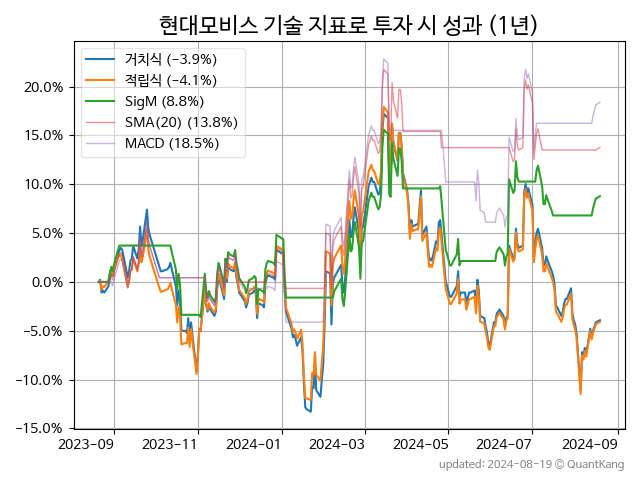 현대모비스 기술 지표로 투자 시 성과 (1년)
거치식 (−3.9%)
적립식 (−4.1%)
SigM (8.8%)
SMA(20) (13.8%)
MACD (18.5%)
20.0%
15.0%
10.0%
5.0%
0.0%
−5.0%
−10.0%
−15.0%
2023-09 2023-11 2024-01 2024-03 2024-05 2024-07 2024-09
updated: 2024-08-19 © QuantKang